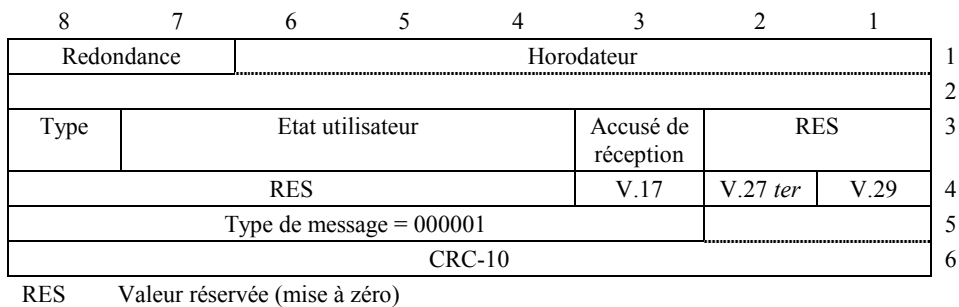 8 7 6 5 4 3 2 1
Redondance Horodateur 1
2
Type Etat utilisateur Accusé de réception RES 3
RES V.17 V.27 ter V.29 4
Type de message = 000001 5
CRC-10 6
RES Valeur réservée (mise à zéro)